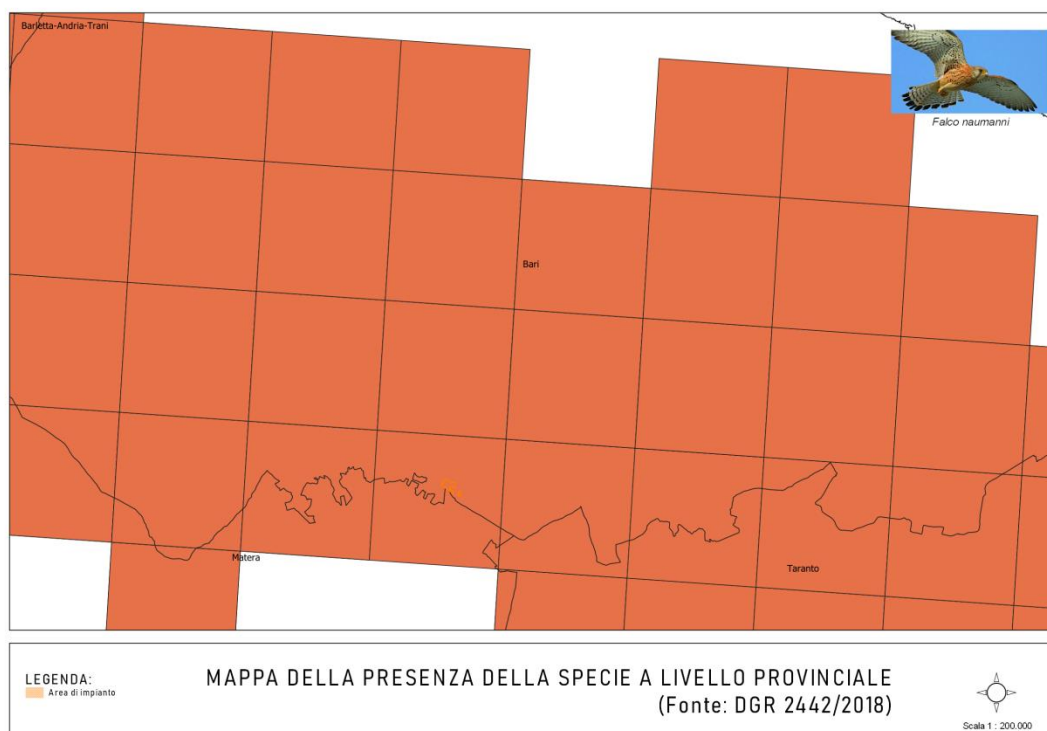 Barletta-Andria-Trani
Falco naumanni
Bari
Matera
Taranto
LEGENDA:
Area di impianto
MAPPA DELLA PRESENZA DELLA SPECIE A LIVELLO PROVINCIALE
(Fonte: DGR 2442/2018)
Scala 1 : 200.000